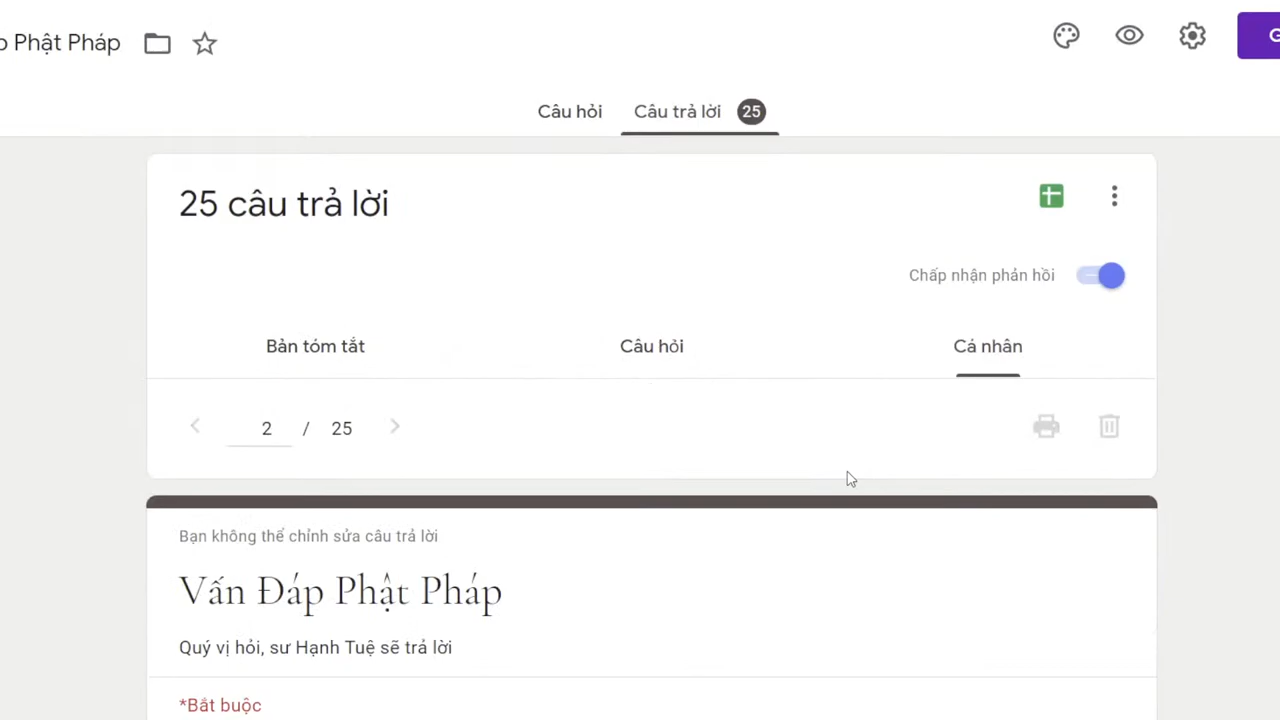 Phật Pháp
Câu hỏi Câu trả lời 25
25 câu trả lời
Chấp nhận phản hồi
Bản tóm tắt Câu hỏi Cá nhân
2 / 25
Bạn không thể chỉnh sửa câu trả lời
Vấn Đáp Phật Pháp
Quý vị hỏi, sư Hạnh Tuệ sẽ trả lời
*Bắt buộc